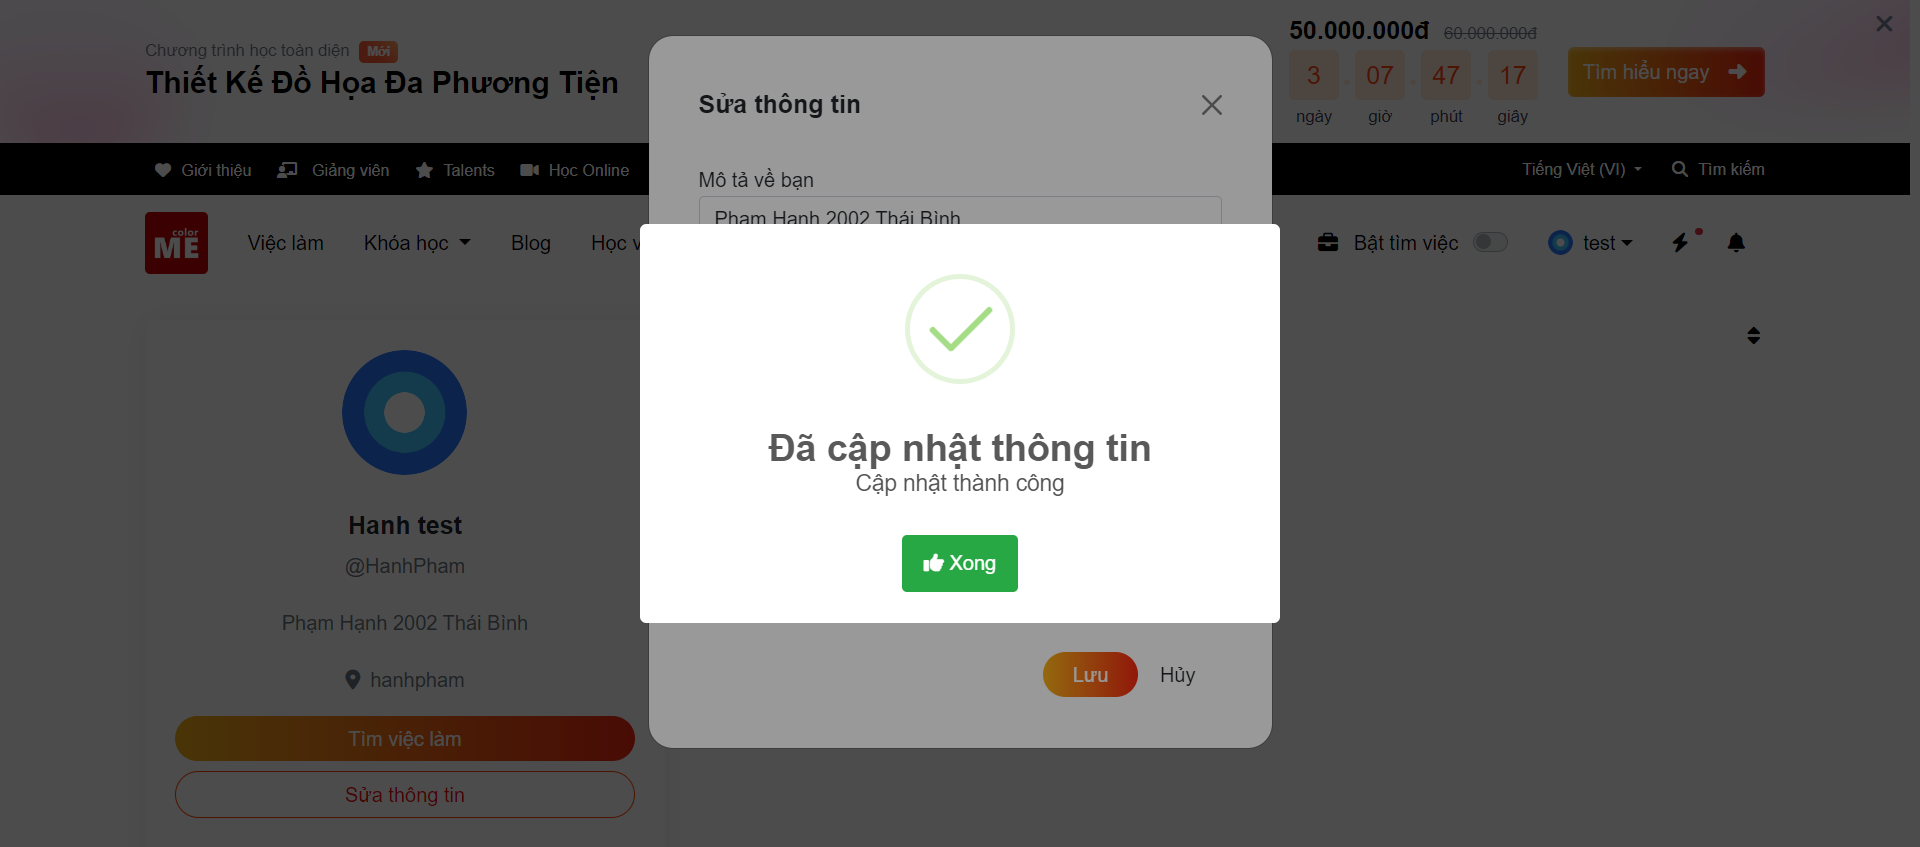 Chương trình học toàn diện Mới
Thiết Kế Đồ Họa Đa Phương Tiện
50.000.000đ 60.000.000đ
3 07 47 17
ngày giờ phút giây
Tìm hiểu ngay
Giới thiệu Giảng viên Talents Học Online
Tiếng Việt (VI) Tìm kiếm
color ME
Việc làm Khóa học Blog Học v
Bật tìm việc test
Sửa thông tin
Mô tả về bạn
Phạm Hạnh 2002 Thái Bình
Đã cập nhật thông tin
Cập nhật thành công
Xong
Lưu Hủy
Hanh test
@HanhPham
Phạm Hạnh 2002 Thái Bình
hanhpham
Tìm việc làm
Sửa thông tin